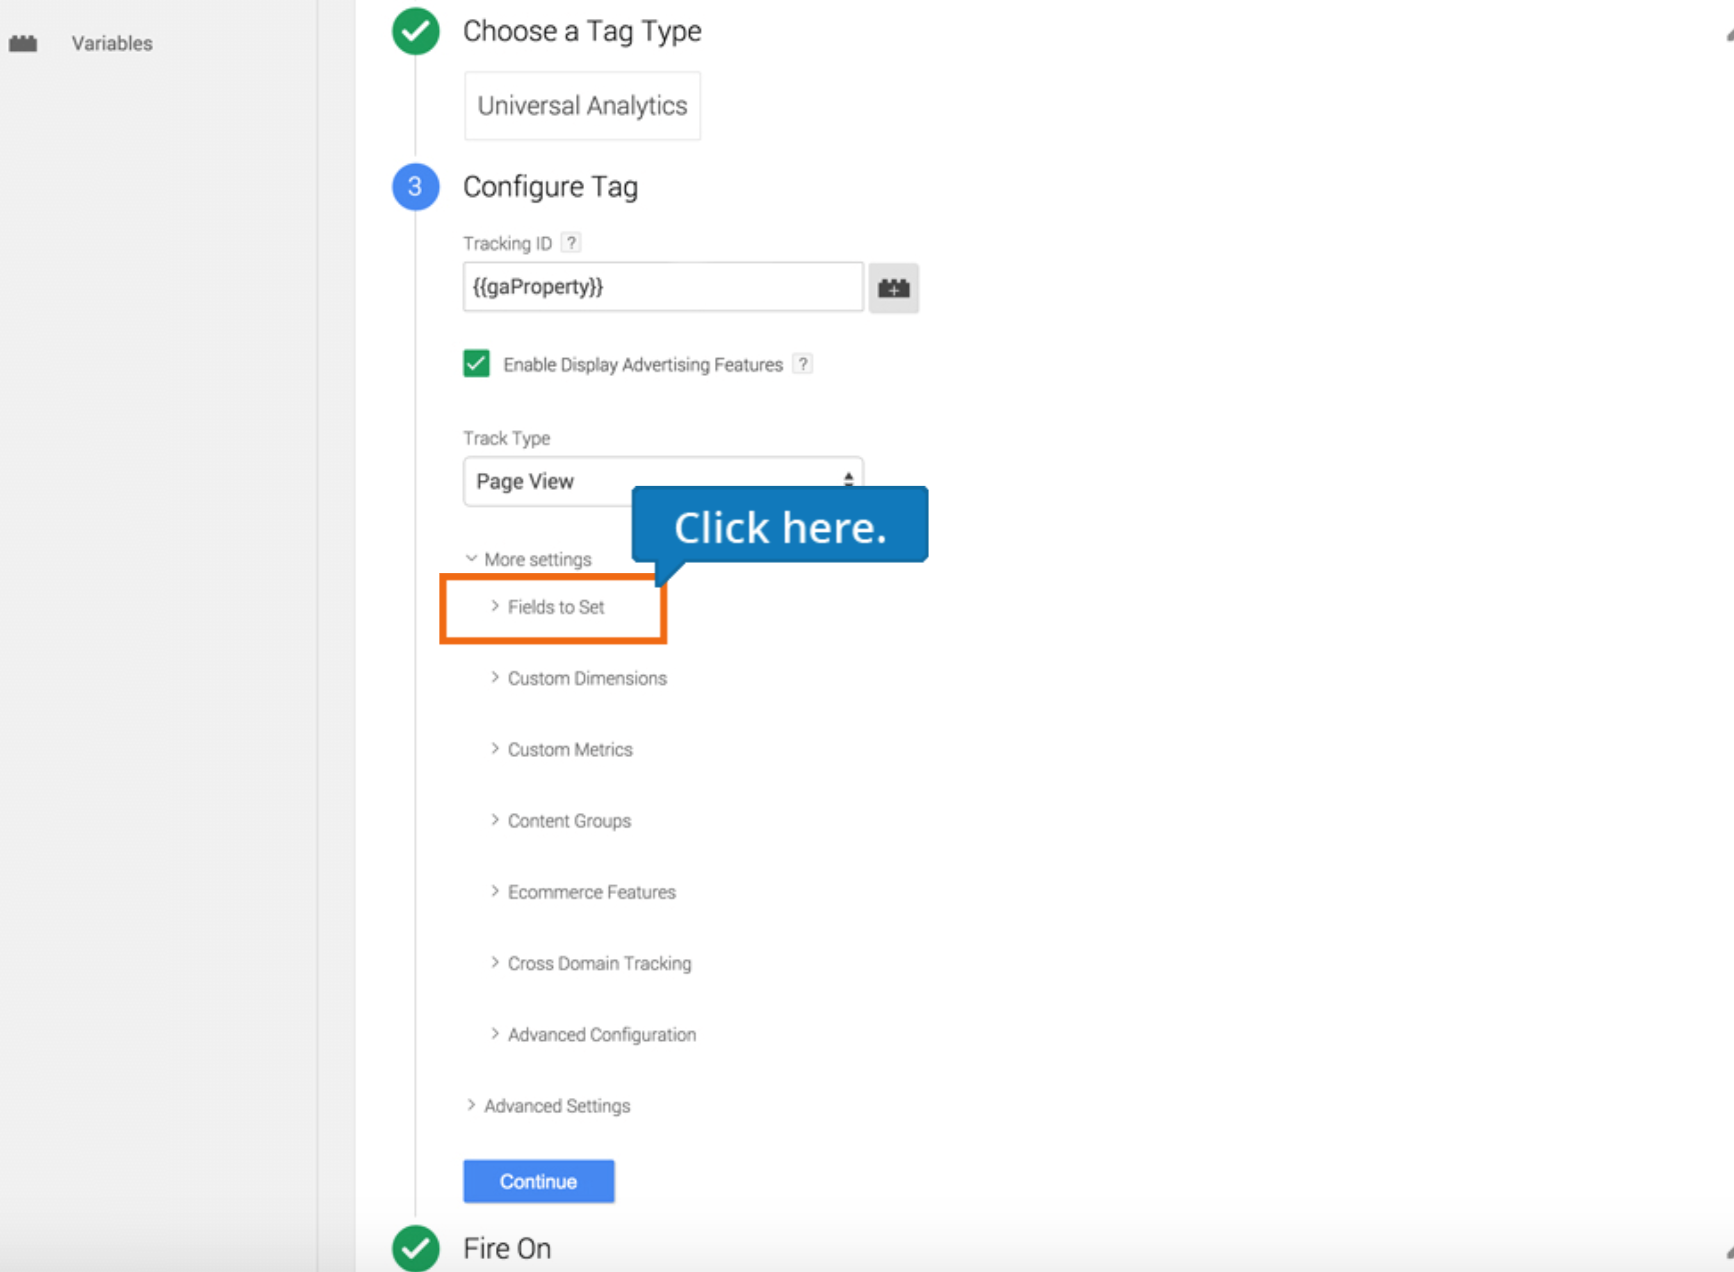 Variables
Choose a Tag Type
Universal Analytics
3
Configure Tag
Tracking ID ?
{{gaProperty}}
Enable Display Advertising Features ?
Track Type
Page View
Click here.
More settings
Fields to Set
Custom Dimensions
Custom Metrics
Content Groups
Ecommerce Features
Cross Domain Tracking
Advanced Configuration
Advanced Settings
Continue
Fire On